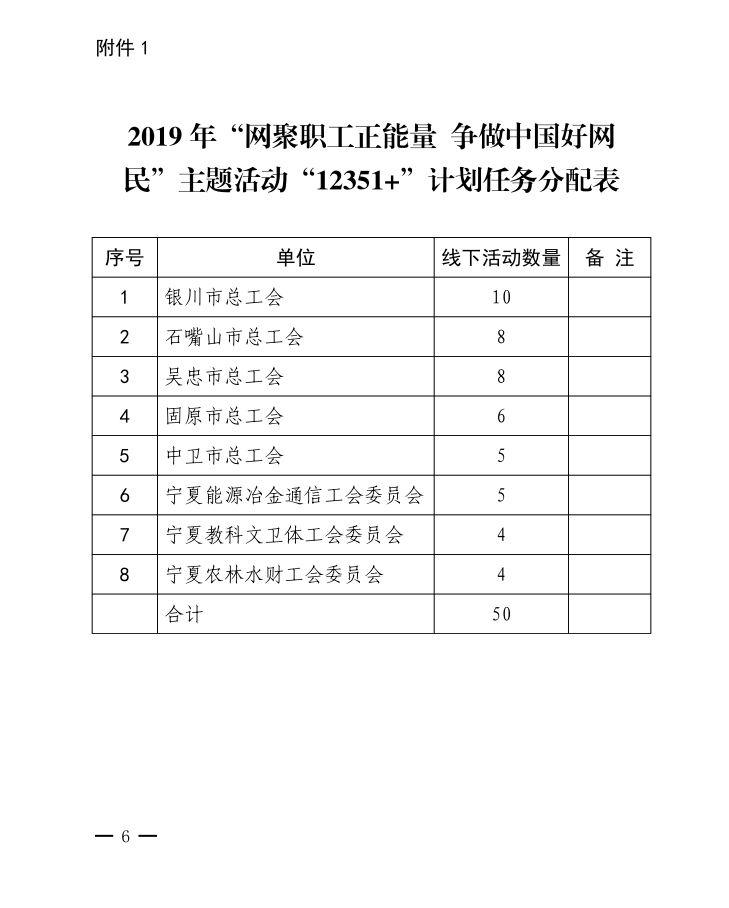 附件 1
2019 年“网聚职工正能量 争做中国好网
民”主题活动“12351+”计划任务分配表
序号 单位 线下活动数量 备 注
1 银川市总工会 10
2 石嘴山市总工会 8
3 吴忠市总工会 8
4 固原市总工会 6
5 中卫市总工会 5
6 宁夏能源冶金通信工会委员会 5
7 宁夏教科文卫体工会委员会 4
8 宁夏农林水财工会委员会 4
合计 50
— 6 —